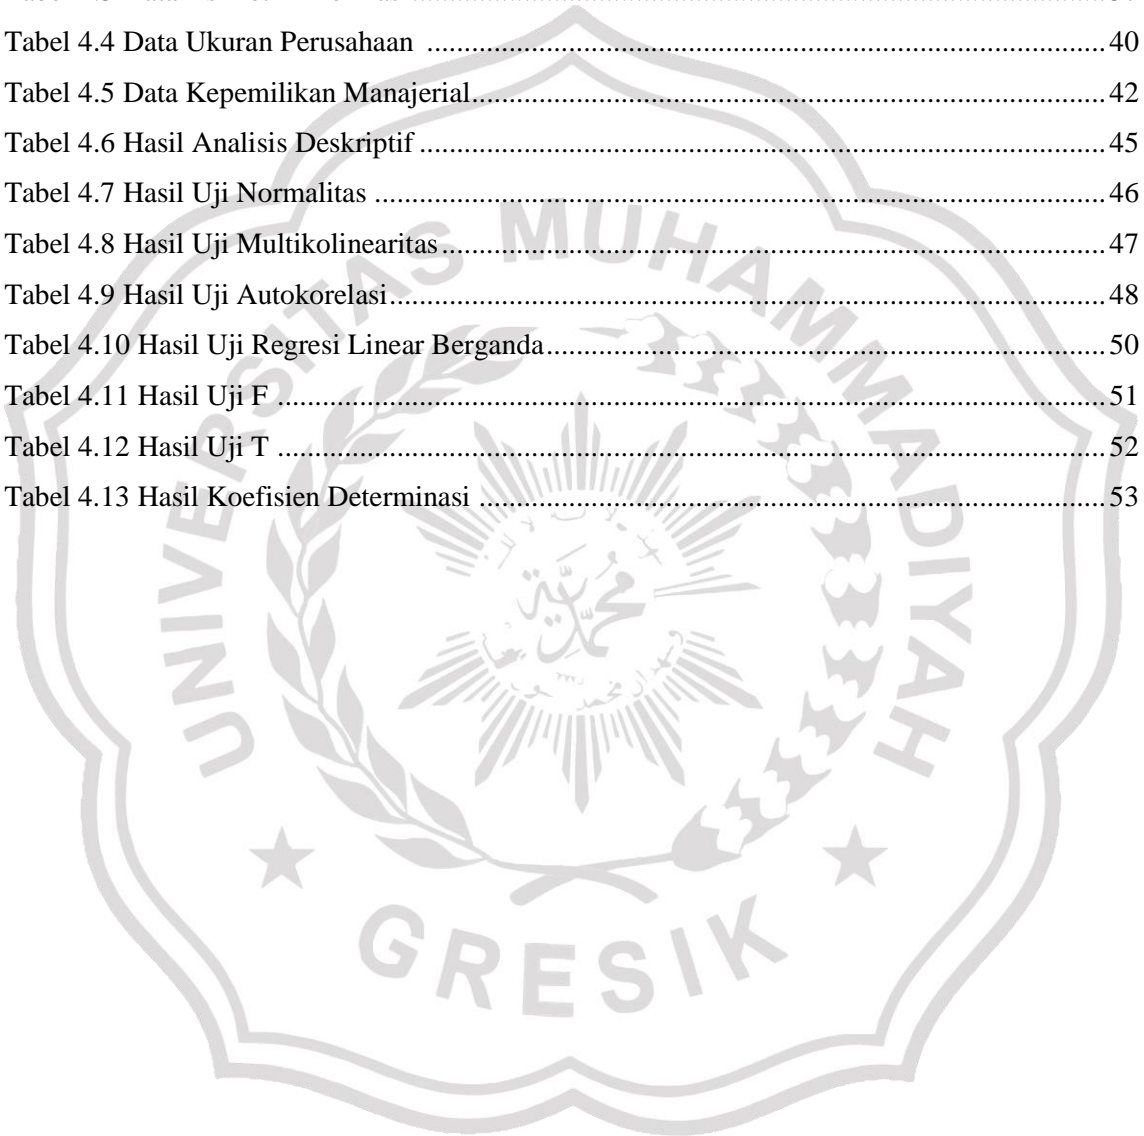 Tabel 4.4 Data Ukuran Perusahaan ........................................ 40
Tabel 4.5 Data Kepemilikan Manajerial........................................ 42
Tabel 4.6 Hasil Analisis Deskriptif ........................................ 45
Tabel 4.7 Hasil Uji Normalitas ........................................ 46
Tabel 4.8 Hasil Uji Multikolinearitas ........................................ 47
Tabel 4.9 Hasil Uji Autokorelasi ........................................ 48
Tabel 4.10 Hasil Uji Regresi Linear Berganda ........................................ 50
Tabel 4.11 Hasil Uji F ........................................ 51
Tabel 4.12 Hasil Uji T ........................................ 52
Tabel 4.13 Hasil Koefisien Determinasi ........................................ 53
UNIVERSITAS MUHAMMADIYAH
GRESIK